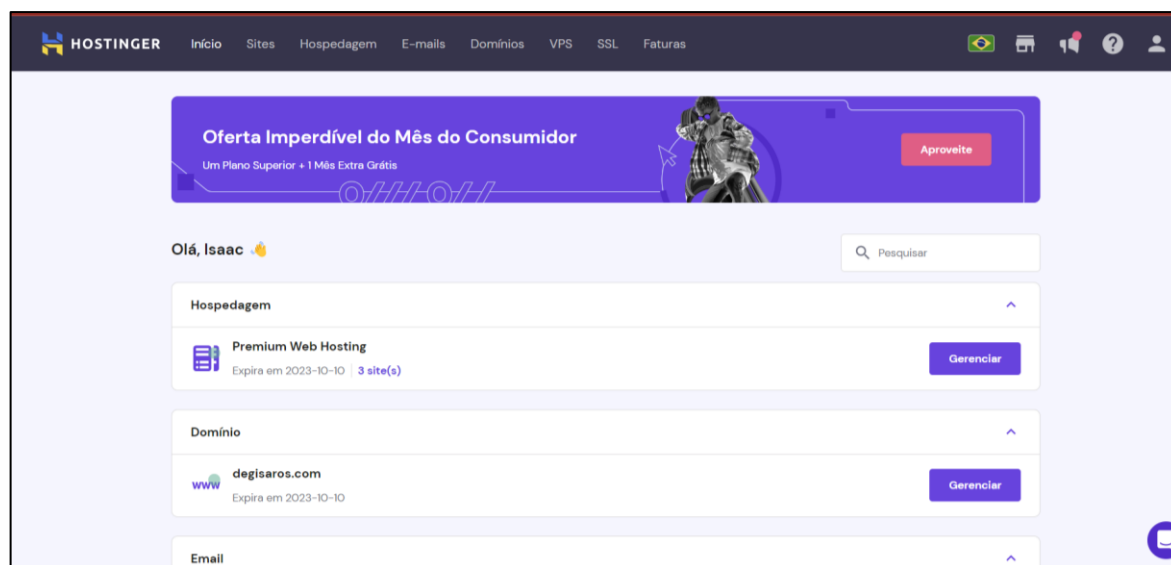 HOSTINGER Início Sites Hospedagem E-mails Domínios VPS SSL Faturas
Oferta Imperdível do Mês do Consumidor
Um Plano Superior + 1 Mês Extra Grátis
Aproveite
Olá, Isaac
Pesquisar
Hospedagem
Premium Web Hosting
Expira em 2023-10-10 | 3 site(s)
Gerenciar
Domínio
www
degisaros.com
Expira em 2023-10-10
Gerenciar
Email